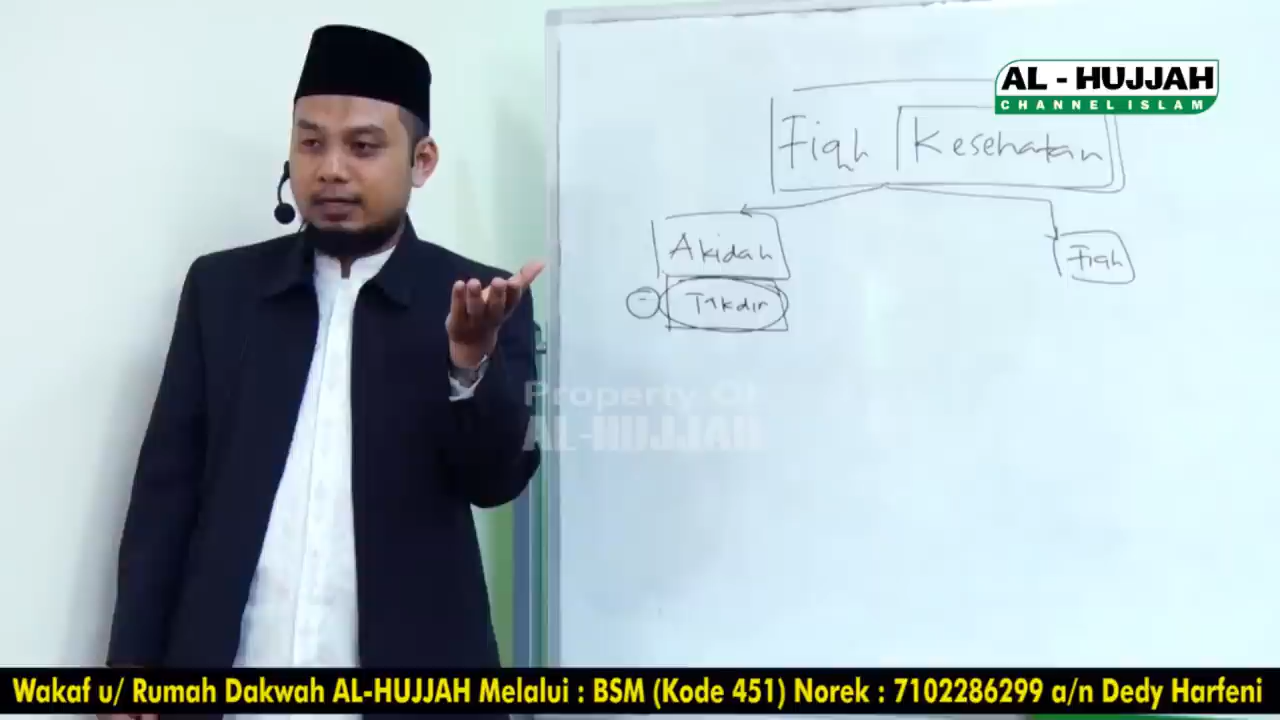 AL - HUJJAH
CHANNEL ISLAM
Fiqh Kesehatan
Akidah
Fiqh
- Takdir
Property Of
AL-HUJJAH
Wakaf u/ Rumah Dakwah AL-HUJJAH Melalui : BSM (Kode 451) Norek : 7102286299 a/n Dedy Harfeni